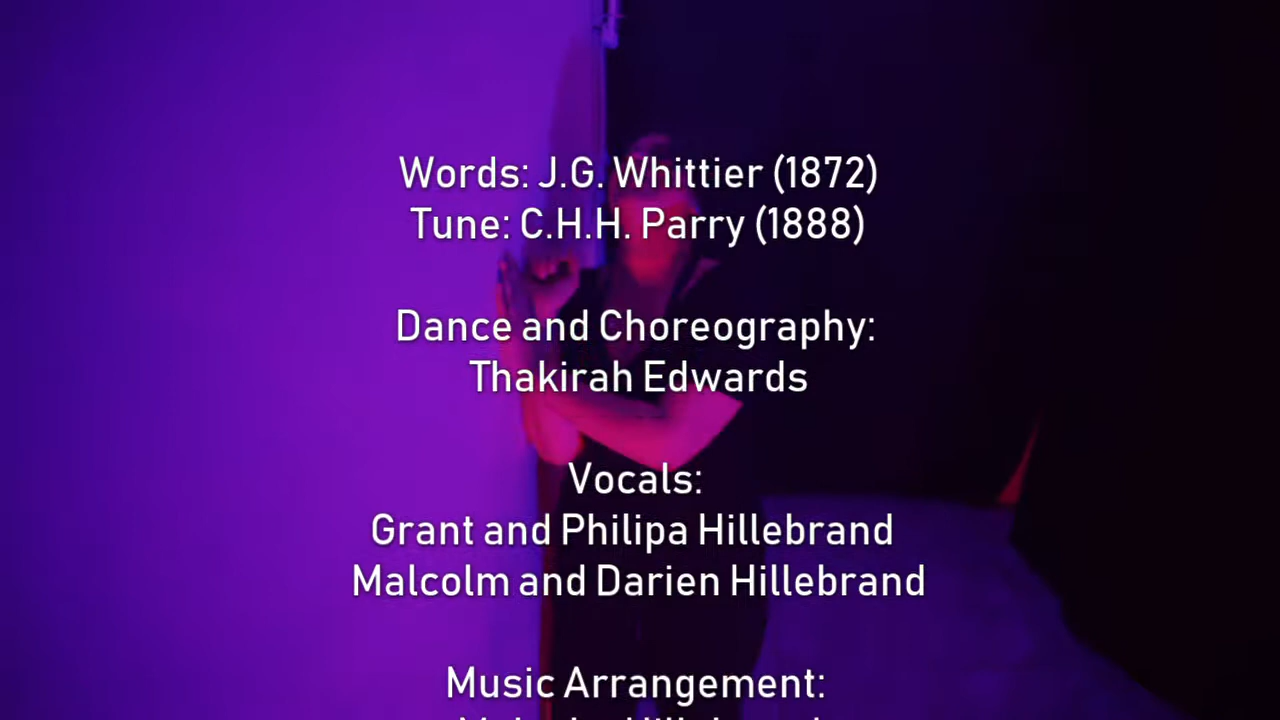 Words: J.G. Whittier (1872)
Tune: C.H.H. Parry (1888)
Dance and Choreography:
Thakirah Edwards
Vocals:
Grant and Philipa Hillebrand
Malcolm and Darien Hillebrand
Music Arrangement: